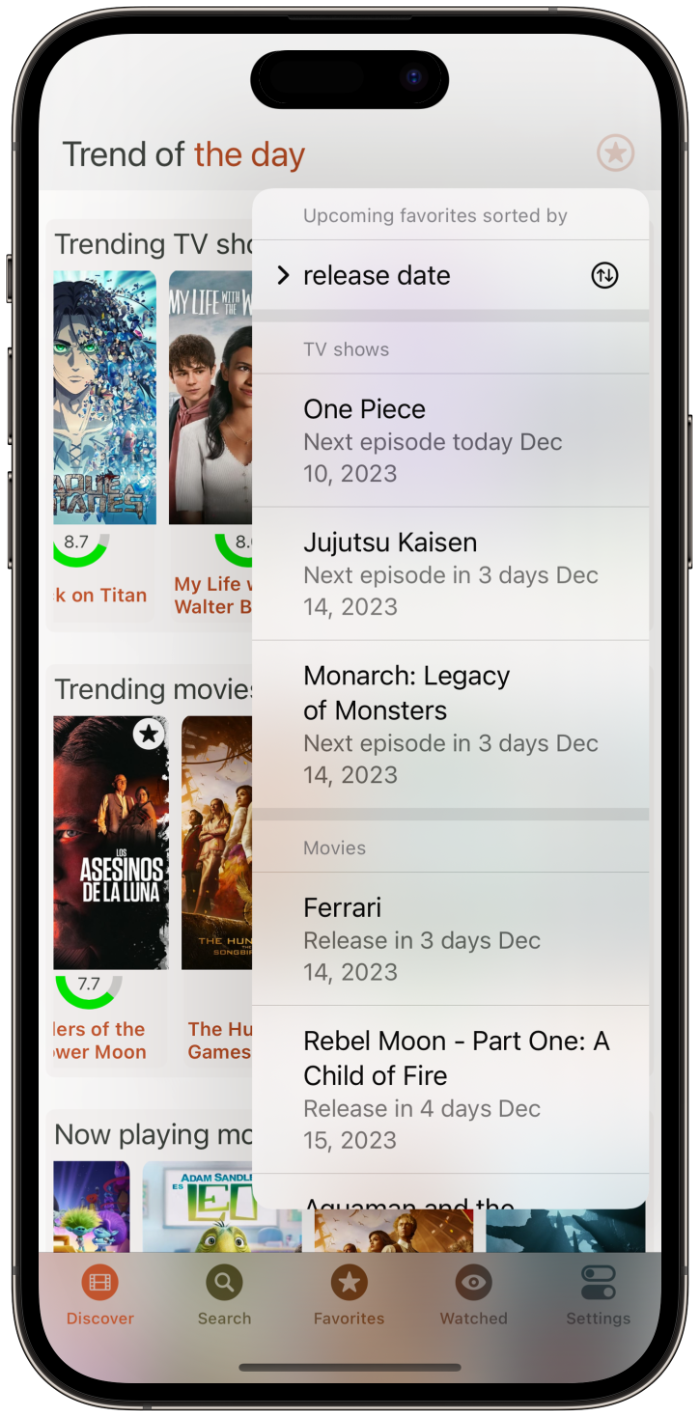 Trend of the day
Upcoming favorites sorted by
release date
TV shows
One Piece
Next episode today Dec
10, 2023
Jujutsu Kaisen
Next episode in 3 days Dec
14, 2023
Monarch: Legacy
of Monsters
Next episode in 3 days Dec
14, 2023
Movies
Ferrari
Release in 3 days Dec
14, 2023
Rebel Moon - Part One: A
Child of Fire
Release in 4 days Dec
15, 2023
Aquaman and the
Trending TV sho
MY LIFE WITH THE W
8.7
8.
k on Titan
My Life
Walter B
Trending movies
LOS
ASESINOS
DE LA LUNA
THE HUN
THE
SONGBIR
7.7
lers of the
ower Moon
The Hu
Games
Now playing mo
ADAM SANDL
ES
LEO
Discover
Search
Favorites
Watched
Settings